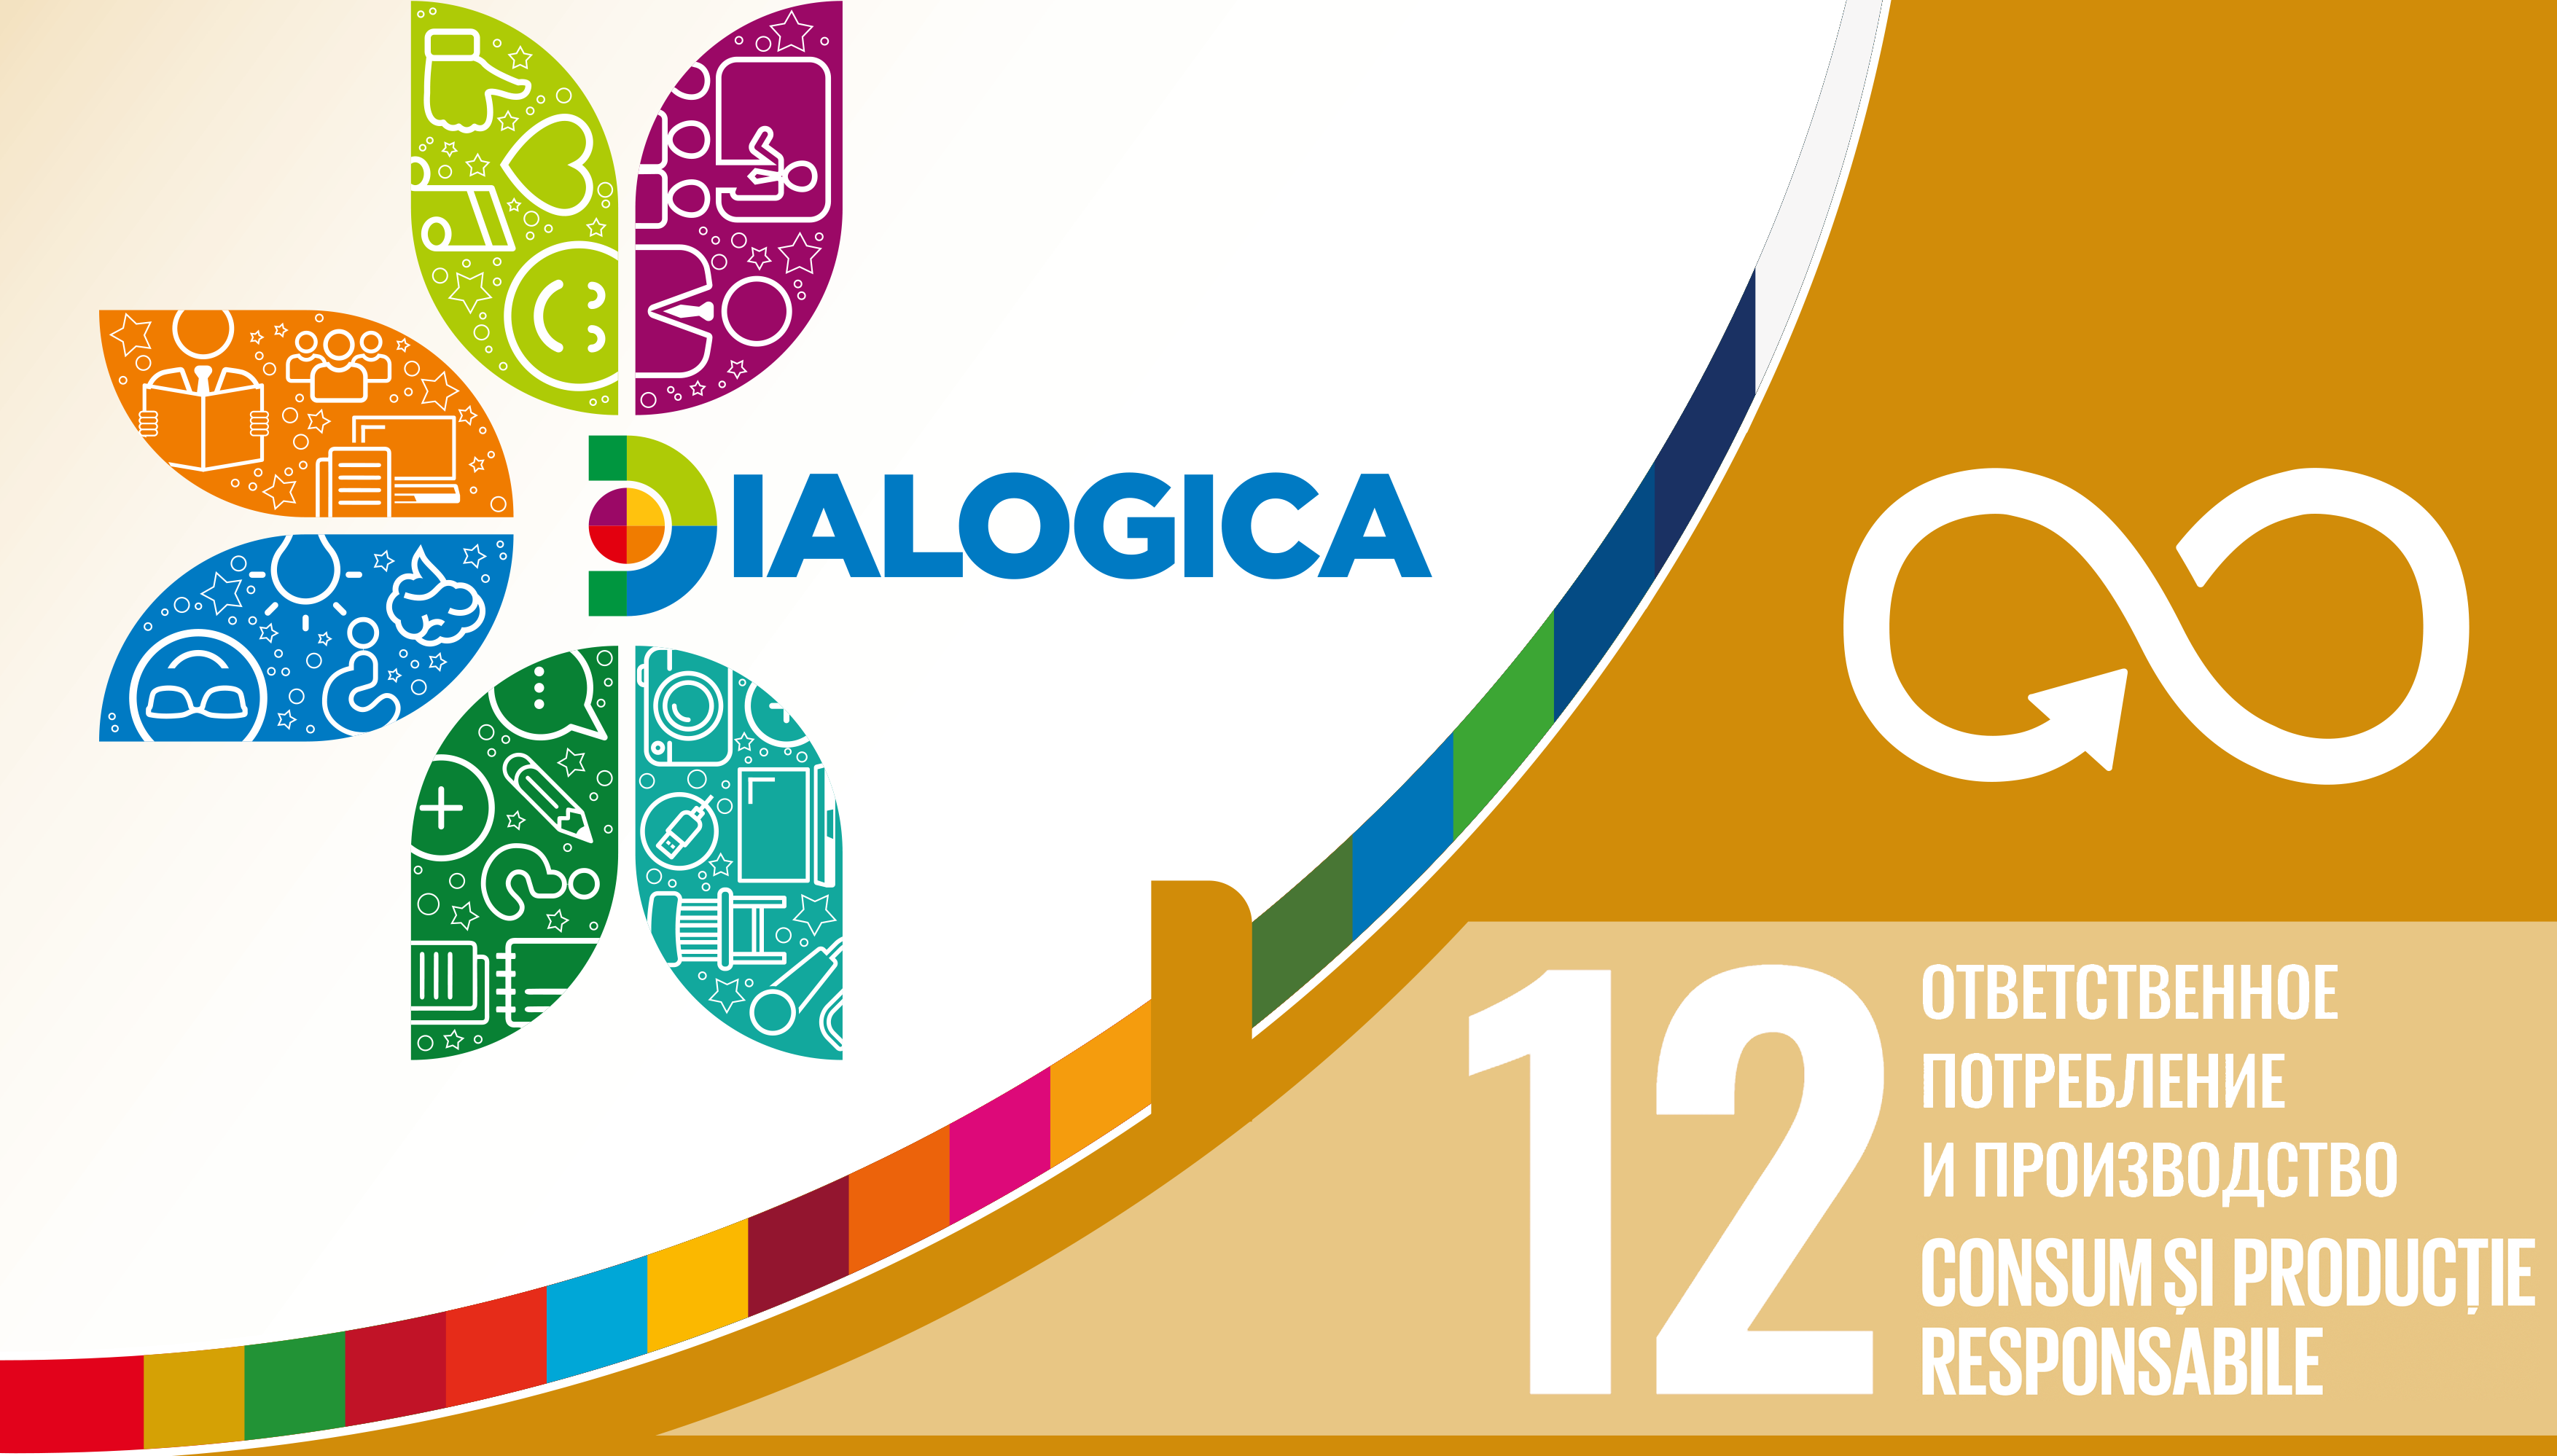 DIALOGICA
12
ОТВЕТСТВЕННОЕ
ПОТРЕБЛЕНИЕ
И ПРОИЗВОДСТВО
CONSUM ȘI PRODUCȚIE
RESPONSABILE